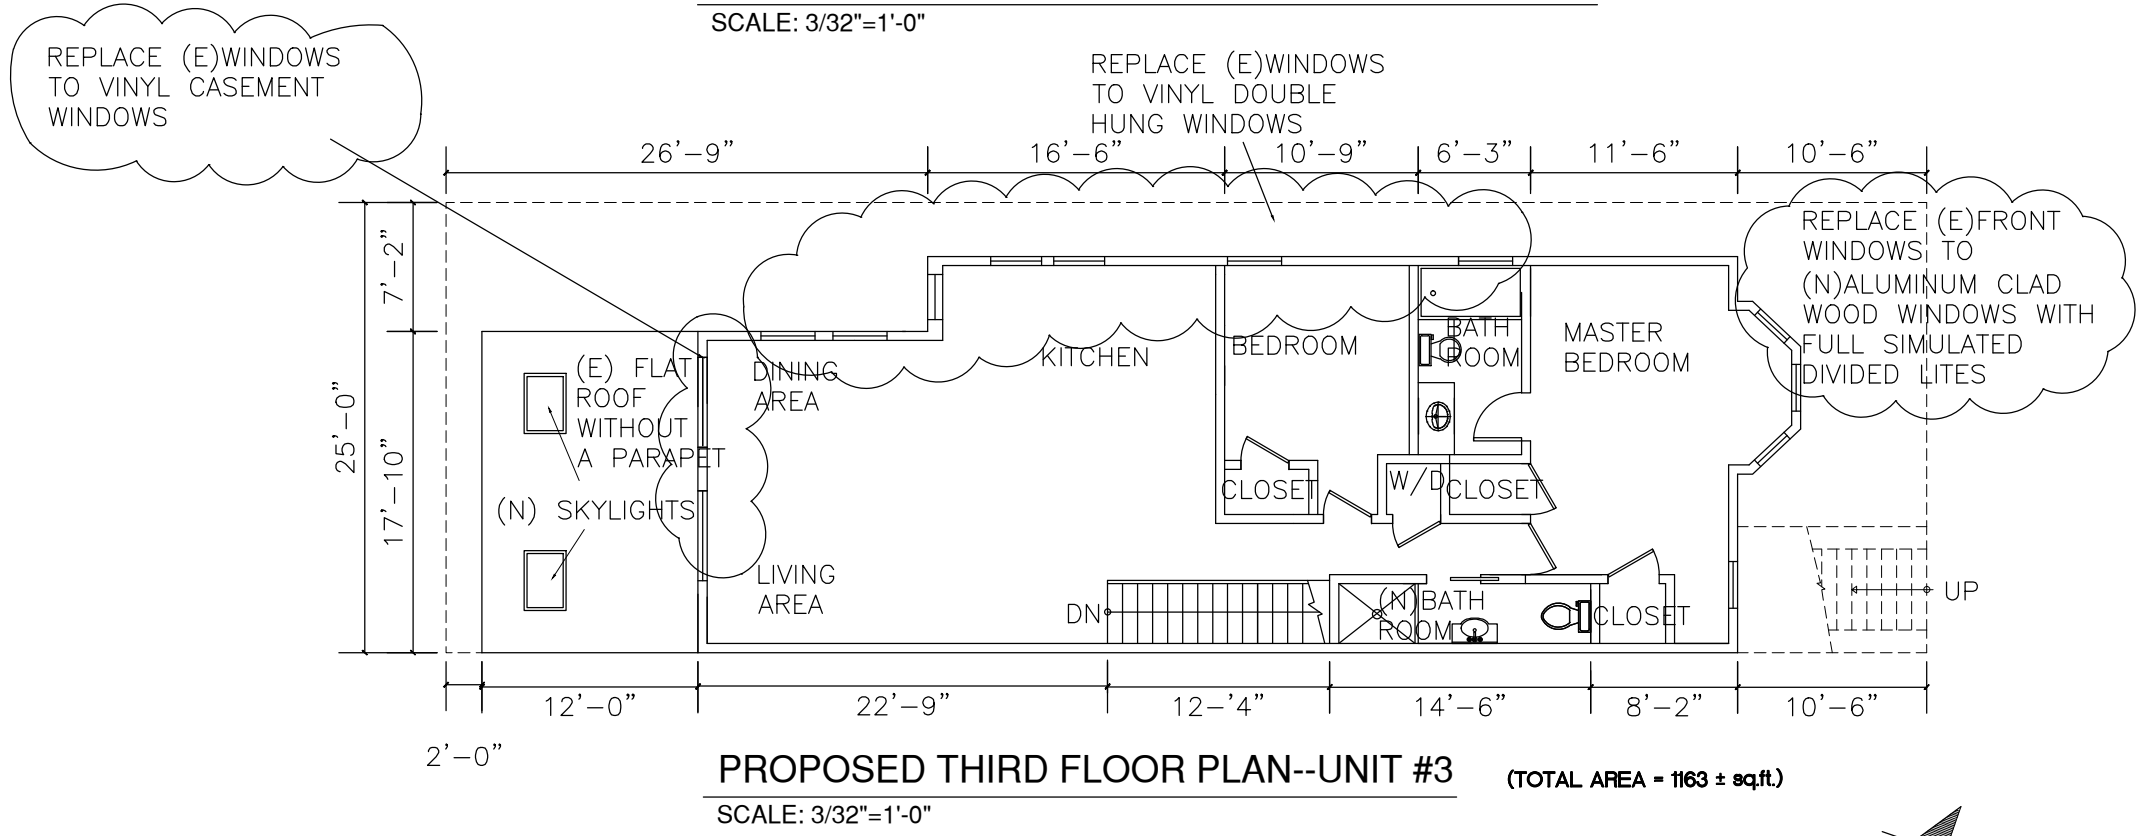 SCALE: 3/32"=1'-0"
REPLACE (E)WINDOWS
TO VINYL CASEMENT
WINDOWS
REPLACE (E)WINDOWS
TO VINYL DOUBLE
HUNG WINDOWS
26'-9"
16'-6"
10'-9"
6'-3"
11'-6"
10'-6"
REPLACE (E)FRONT
WINDOWS TO
(N)ALUMINUM CLAD
WOOD WINDOWS WITH
FULL SIMULATED
DIVIDED LITES
7'-2"
25'-0"
17'-10"
(E) FLAT
ROOF
WITHOUT
A PARAPET
(N) SKYLIGHTS
DINING
AREA
KITCHEN
BEDROOM
BATH
ROOM
MASTER
BEDROOM
CLOSET
W/D
CLOSET
LIVING
AREA
DN
(N)BATH
ROOM
CLOSET
UP
12'-0"
22'-9"
12-'4"
14'-6"
8'-2"
10'-6"
2'-0"
PROPOSED THIRD FLOOR PLAN--UNIT #3
(TOTAL AREA = 1163 ± sq.ft.)
SCALE: 3/32"=1'-0"